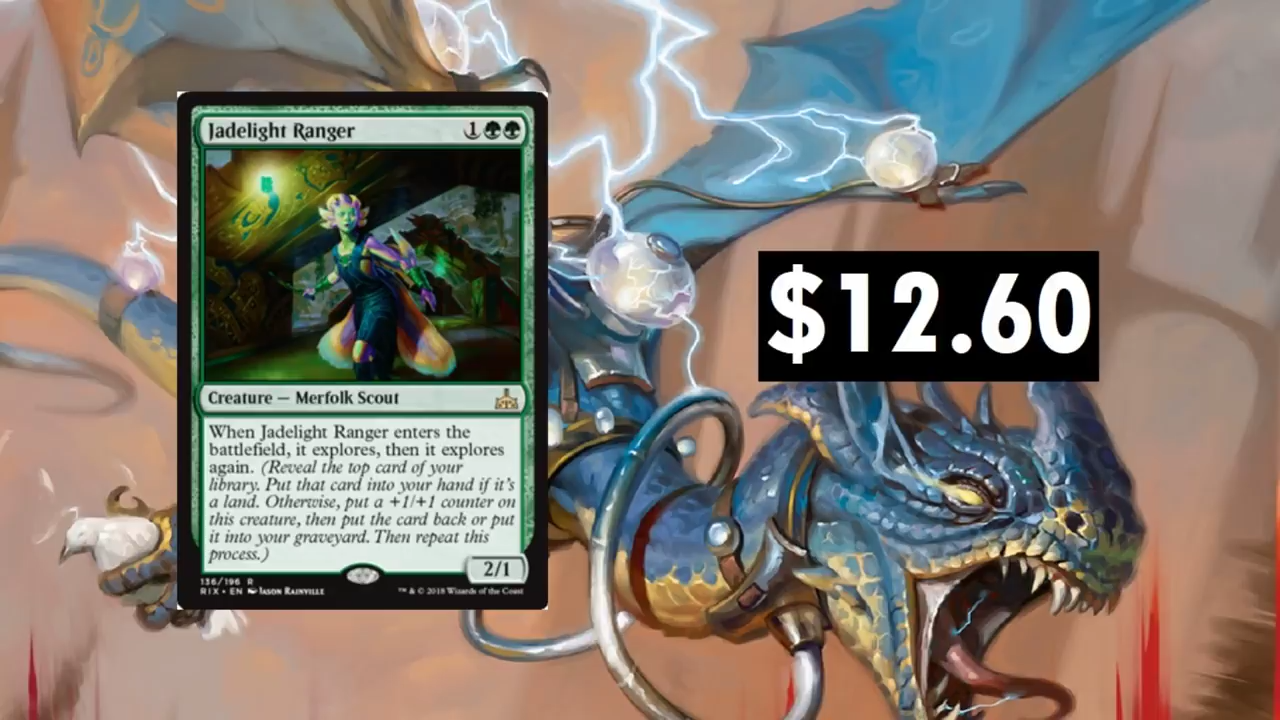 Jadelight Ranger 1
Creature — Merfolk Scout
When Jadelight Ranger enters the
battlefield, it explores, then it explores
again. (Reveal the top card of your
library. Put that card into your hand if it's
a land. Otherwise, put a +1/+1 counter on
this creature, then put the card back or put
it into your graveyard. Then repeat this
process.)
2/1
136/196 R
RIX • EN Jason Rainville ™ & © 2018 Wizards of the Coast
$12.60